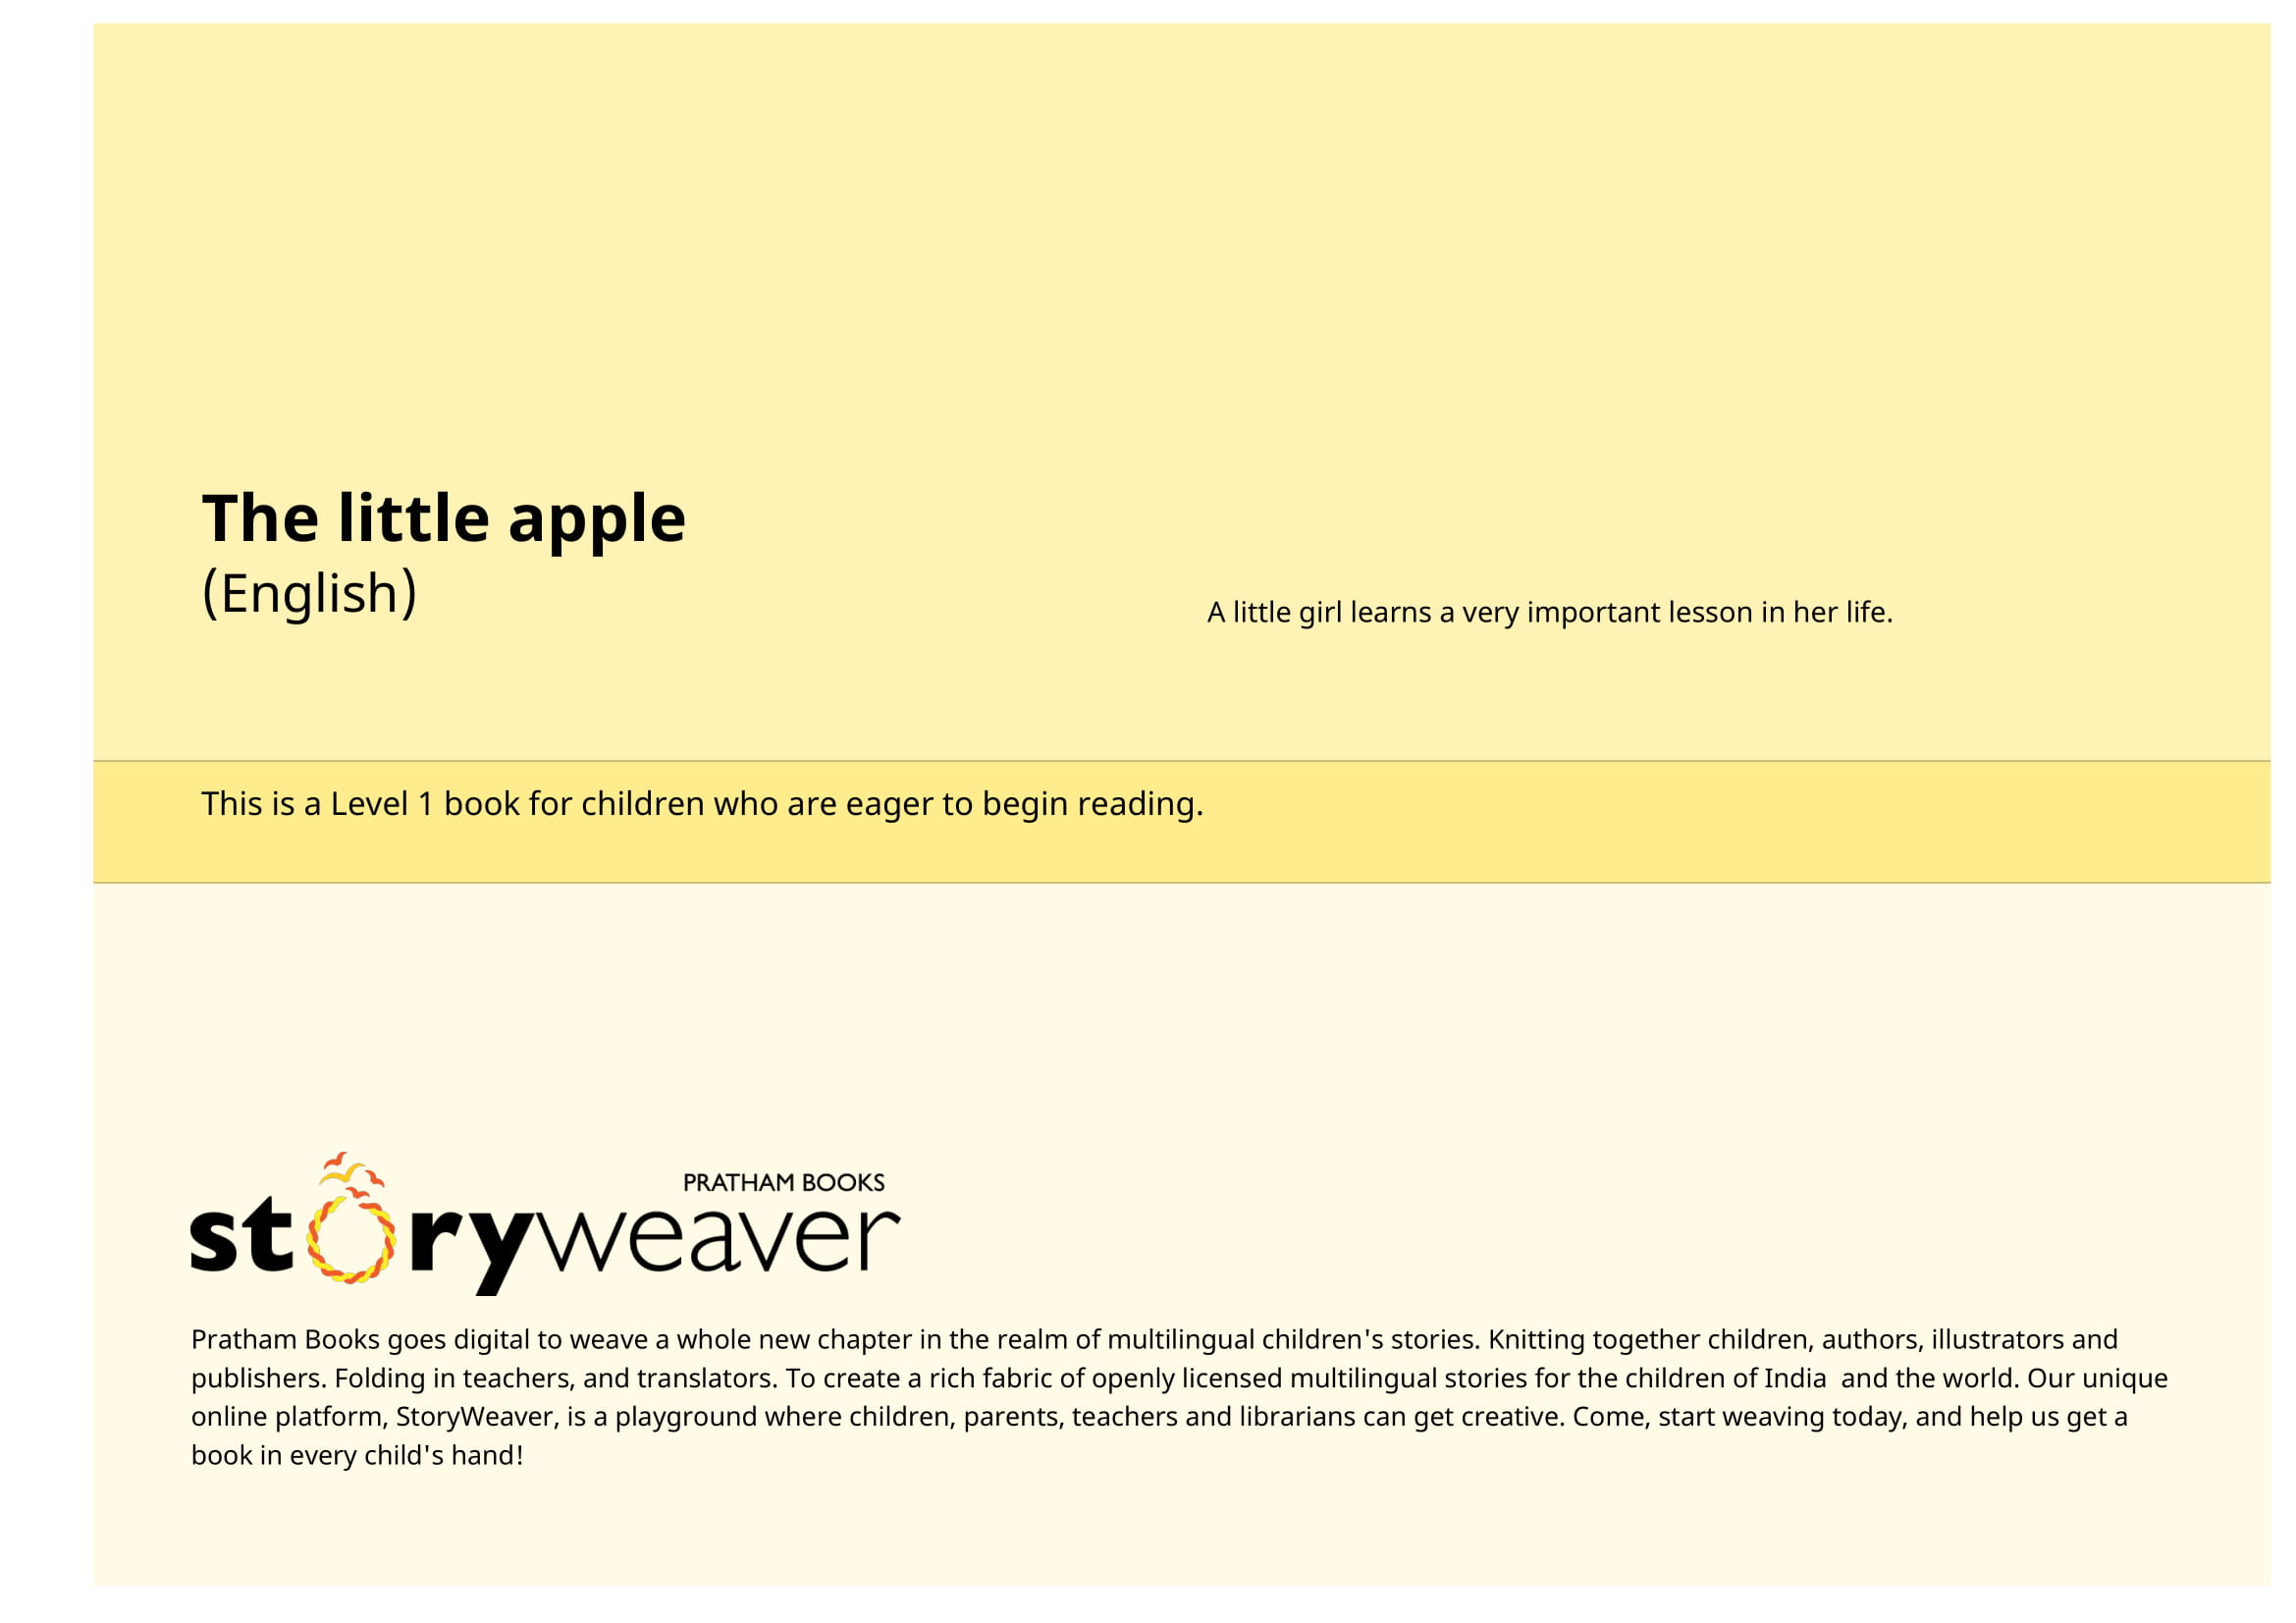 The little apple
(English)
A little girl learns a very important lesson in her life.
This is a Level 1 book for children who are eager to begin reading.
PRATHAM BOOKS
storyweaver
Pratham Books goes digital to weave a whole new chapter in the realm of multilingual children's stories. Knitting together children, authors, illustrators and
publishers. Folding in teachers, and translators. To create a rich fabric of openly licensed multilingual stories for the children of India  and the world. Our unique
online platform, StoryWeaver, is a playground where children, parents, teachers and librarians can get creative. Come, start weaving today, and help us get a
book in every child's hand!